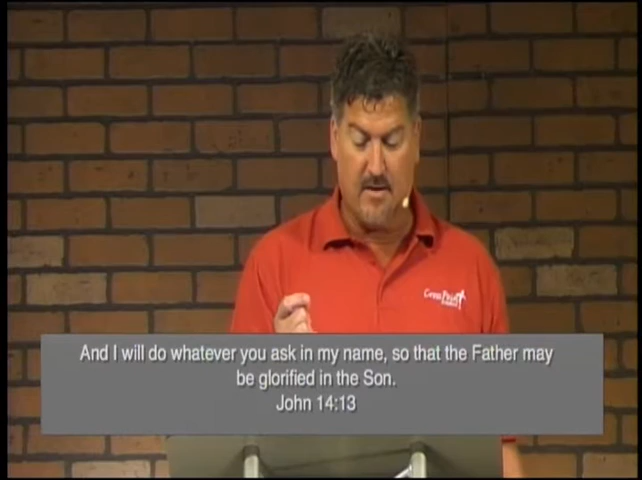 And I will do whatever you ask in my name, so that the Father may
be glorified in the Son.
John 14:13